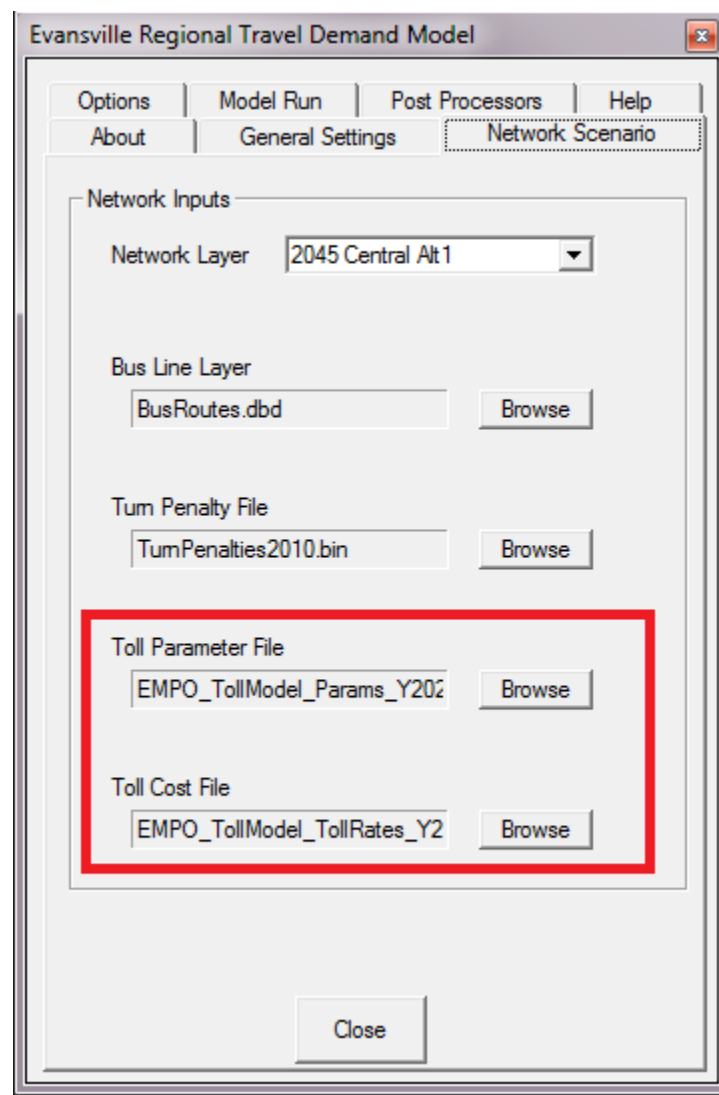 Evansville Regional Travel Demand Model
Options Model Run Post Processors Help
About General Settings Network Scenario
Network Inputs
Network Layer 2045 Central Alt1
Bus Line Layer
BusRoutes.dbd Browse
Turn Penalty File
TurnPenalties2010.bin Browse
Toll Parameter File
EMPO_TollModel_Params_Y202 Browse
Toll Cost File
EMPO_TollModel_TollRates_Y2 Browse
Close